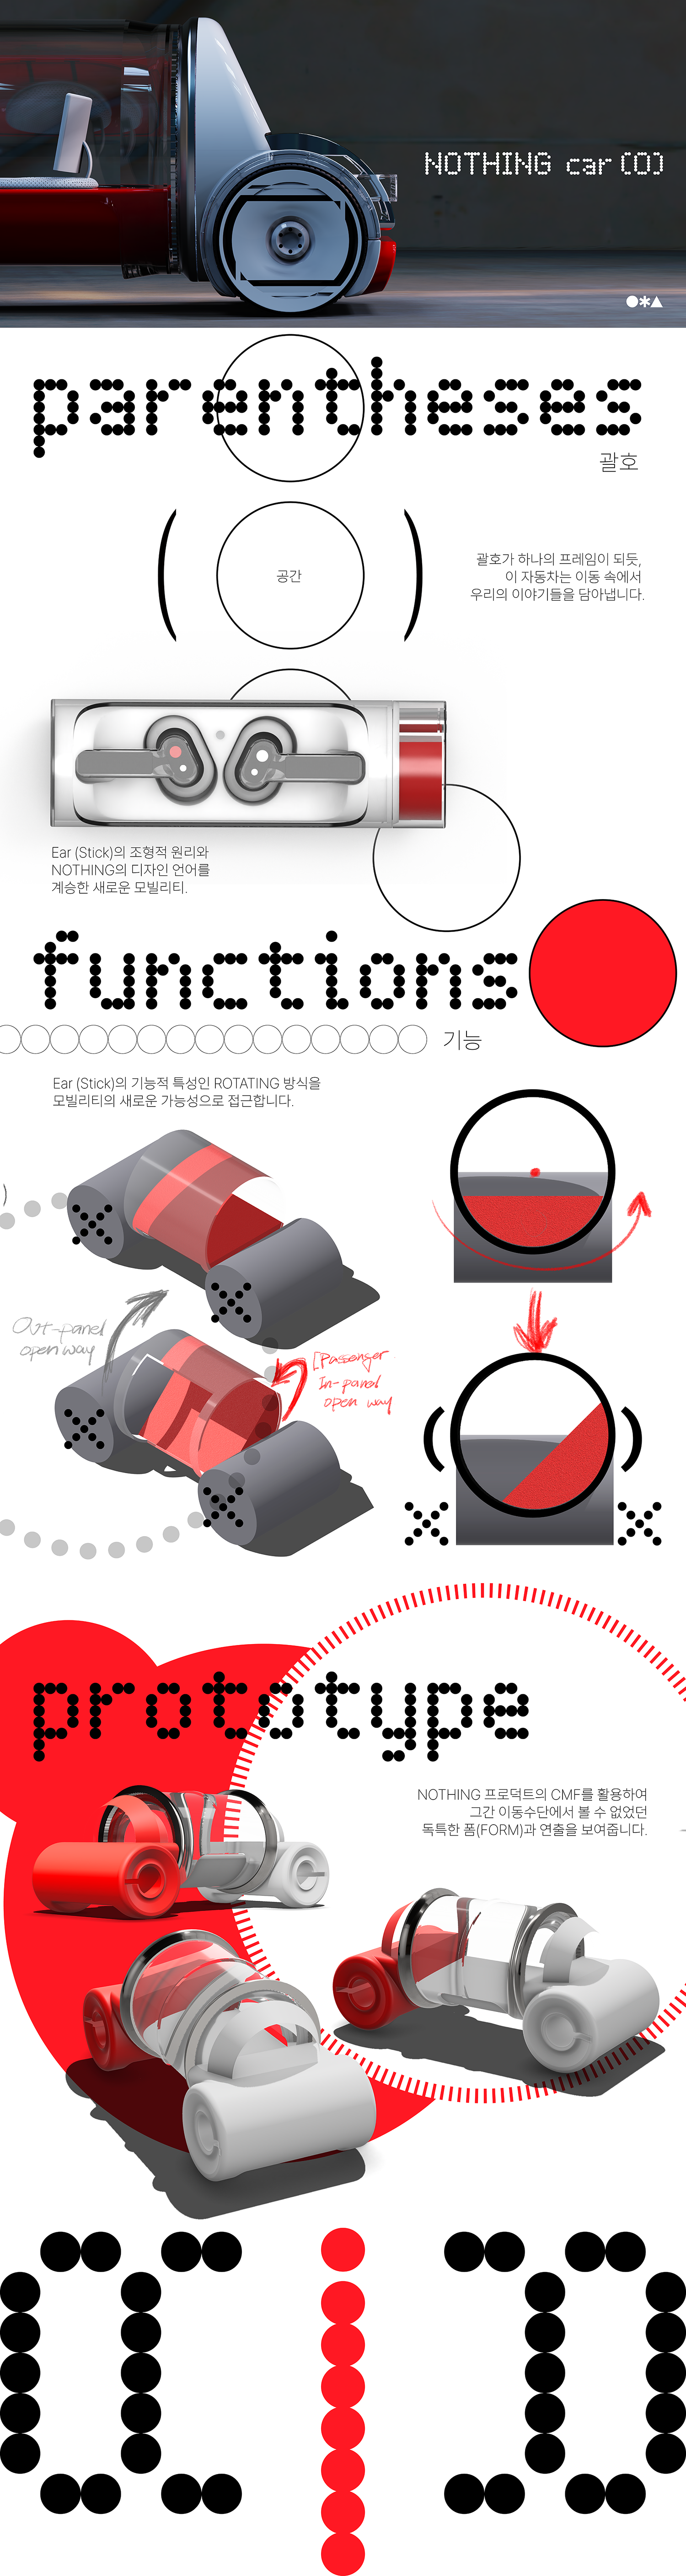 NOTHING car (O)
parentheses
괄호
( 공간 )
괄호가 하나의 프레임이 되듯,
이 자동차는 이동 속에서
우리의 이야기들을 담아냅니다.
Ear (Stick)의 조형적 원리와
NOTHING의 디자인 언어를
계승한 새로운 모빌리티.
functions
기능
Ear (Stick)의 기능적 특성인 ROTATING 방식을
모빌리티의 새로운 가능성으로 접근합니다.
Out-panel
open way
[Passenger
In-panel
open way
prototype
NOTHING 프로덕트의 CMF를 활용하여
그간 이동수단에서 볼 수 없었던
독특한 폼(FORM)과 연출을 보여줍니다.